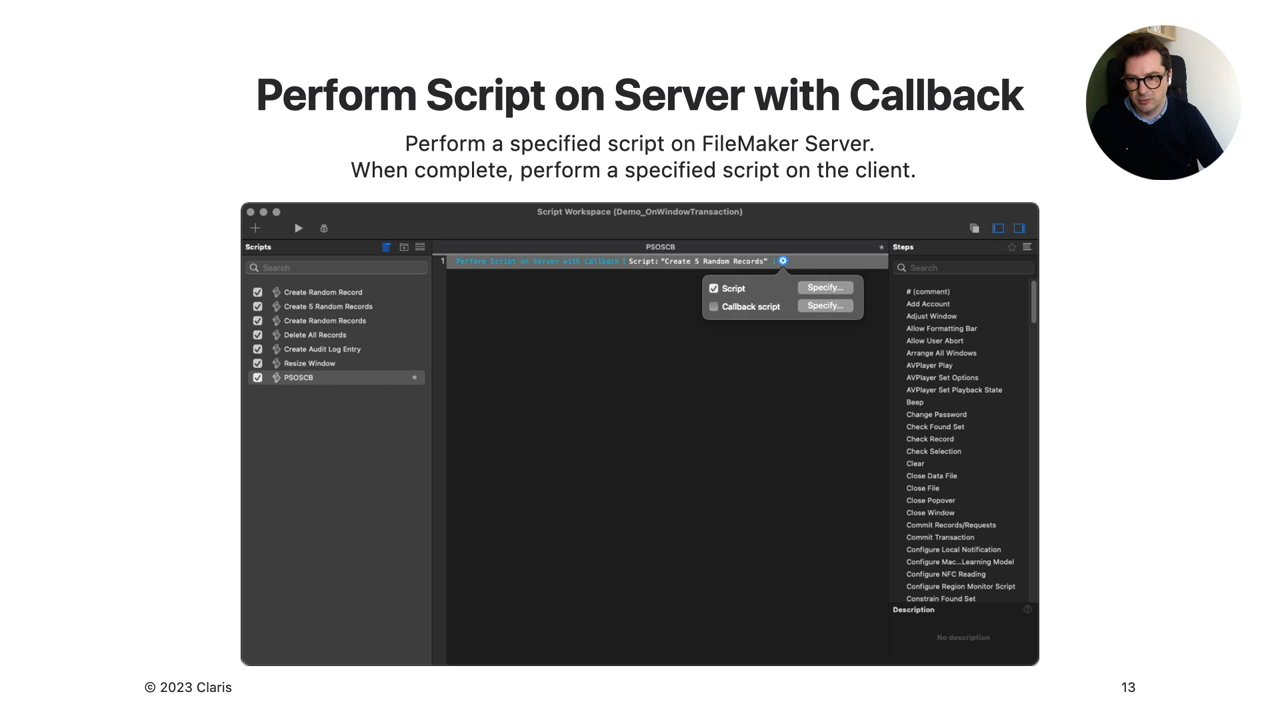 Perform Script on Server with Callback
Perform a specified script on FileMaker Server.
When complete, perform a specified script on the client.
Script Workspace (Demo_OnWindowTransaction)
Scripts
PSOSCB
Steps
Search
1 Perform Script on Server with Callback [ Script: "Create 5 Random Records" ]
Search
Create Random Record
Create 5 Random Records
Create Random Records
Delete All Records
Create Audit Log Entry
Resize Window
PSOSCB
Script Specify...
Callback script Specify...
# (comment)
Add Account
Adjust Window
Allow Formatting Bar
Allow User Abort
Arrange All Windows
AVPlayer Play
AVPlayer Set Options
AVPlayer Set Playback State
Beep
Change Password
Check Found Set
Check Record
Check Selection
Clear
Close Data File
Close File
Close Popover
Close Window
Commit Records/Requests
Commit Transaction
Configure Local Notification
Configure Mac...Learning Model
Configure NFC Reading
Configure Region Monitor Script
Constrain Found Set
Description
No description
© 2023 Claris
13